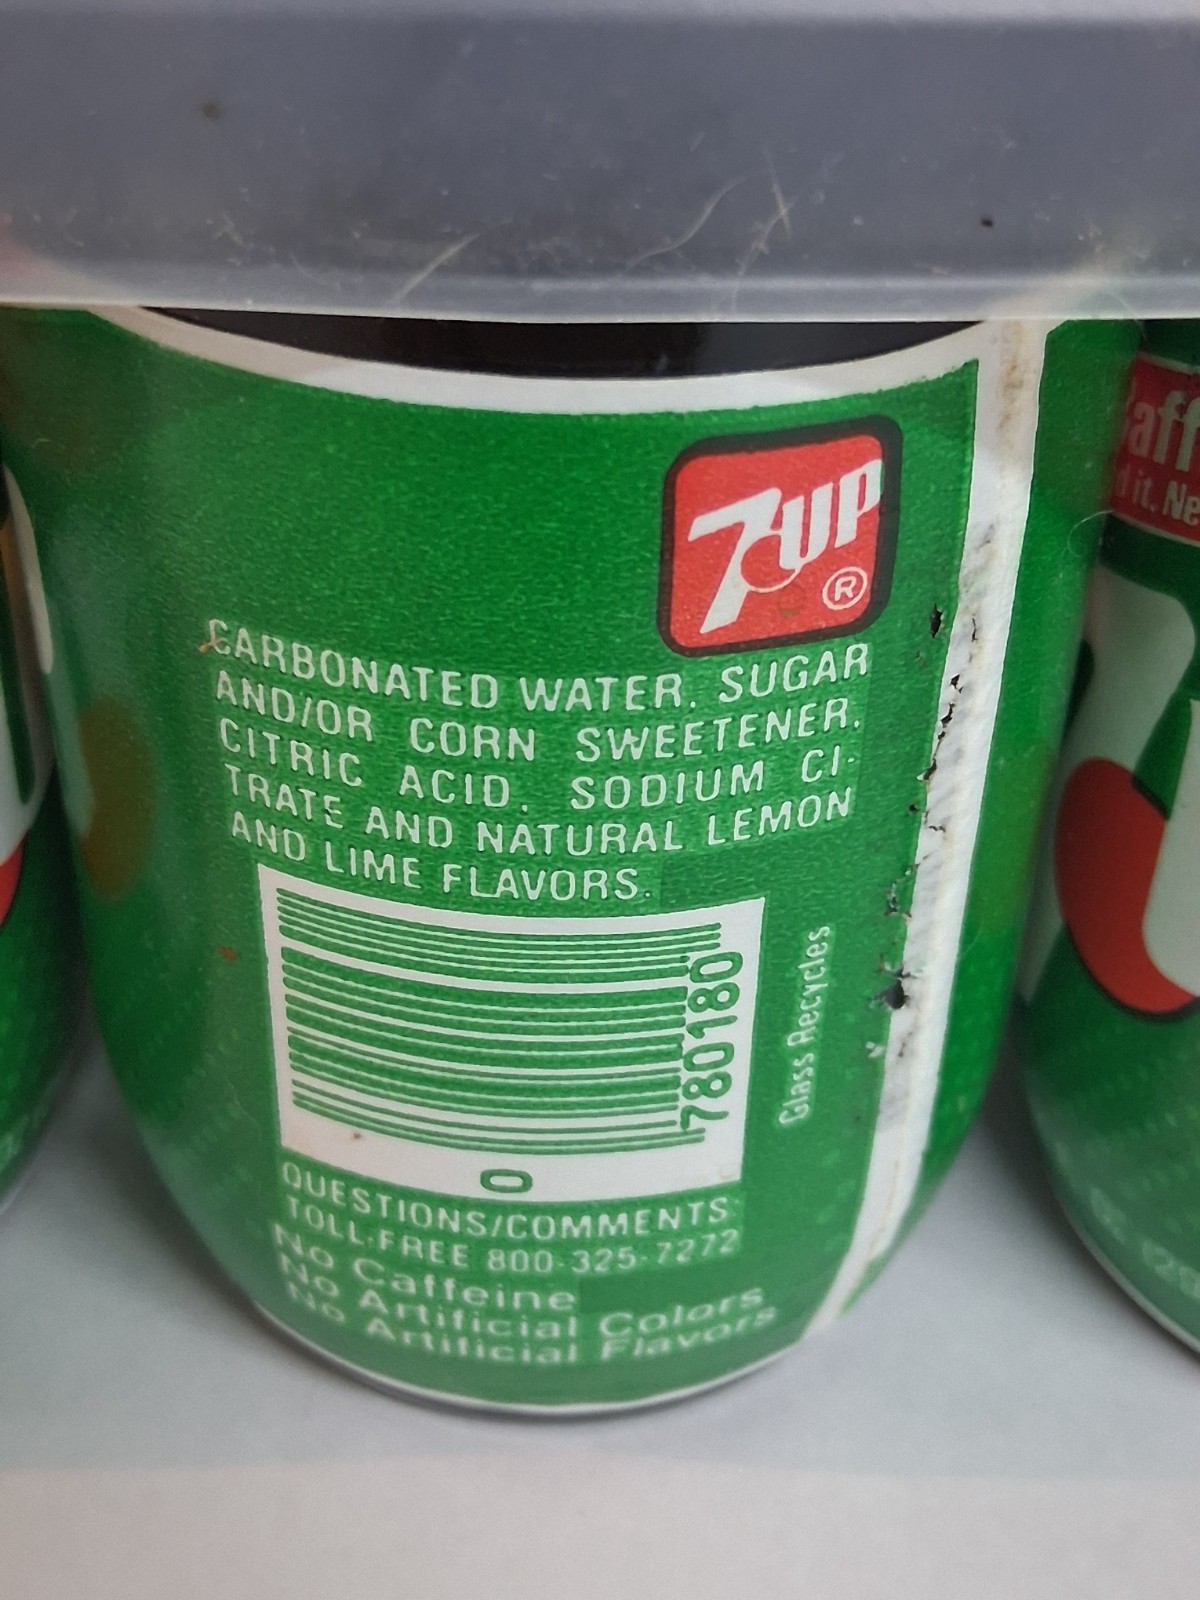 7UP
®
CARBONATED WATER, SUGAR
AND/OR CORN SWEETENER,
CITRIC ACID, SODIUM CI-
TRATE AND NATURAL LEMON
AND LIME FLAVORS.
780180
0
Glass Recycles
QUESTIONS/COMMENTS:
TOLL-FREE 800-325-7272
No Caffeine
No Artificial Colors
No Artificial Flavors